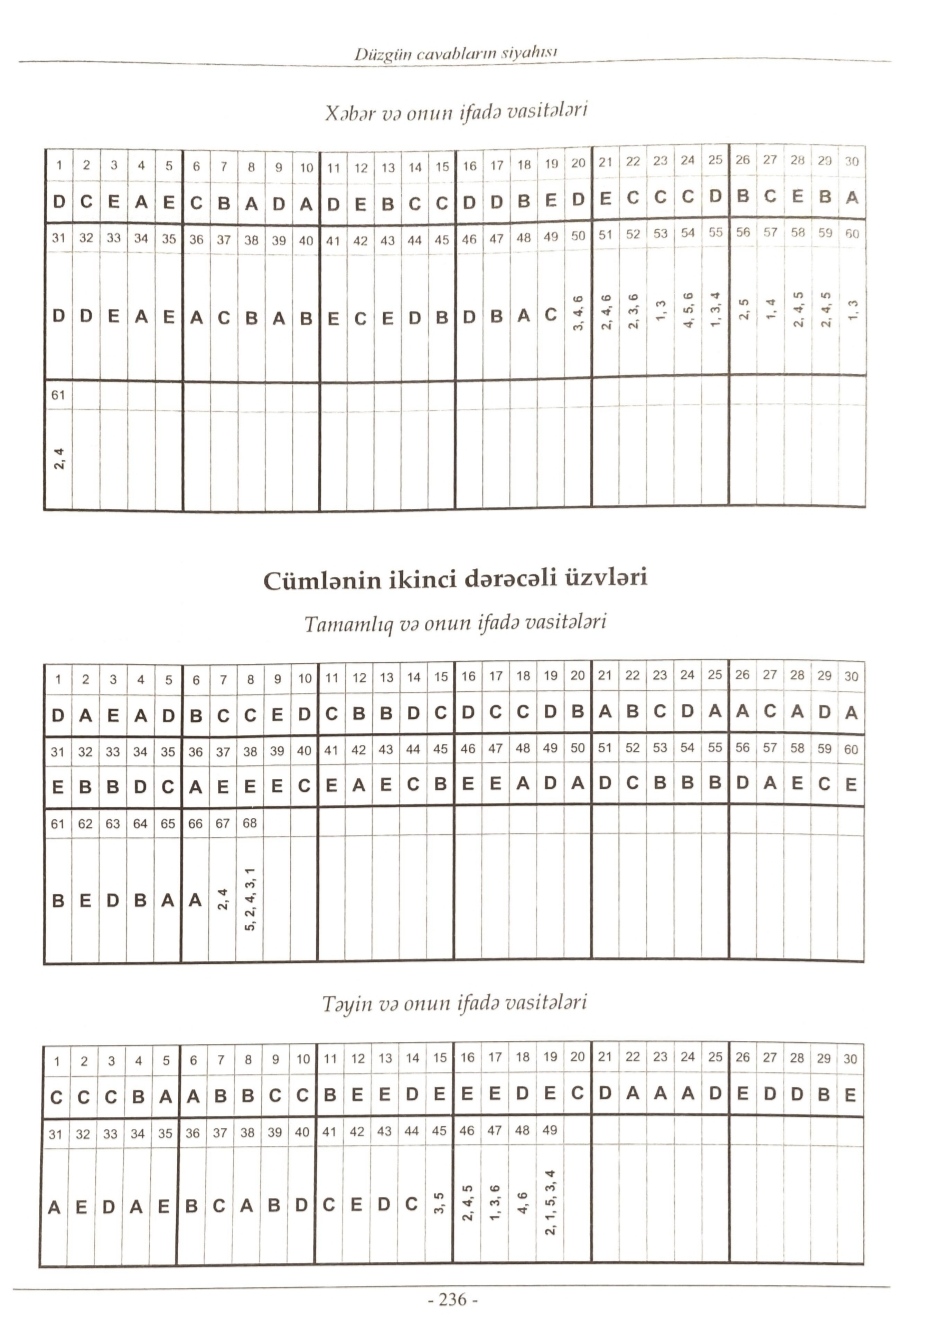 Düzgün cavabların siyahısı
Xəbər və onun ifadə vasitələri
1 2 3 4 5 6 7 8 9 10 11 12 13 14 15 16 17 18 19 20 21 22 23 24 25 26 27 28 29 30
D C E A E C B A D A D E B C C D D B E D E C C C D B C E B A
31 32 33 34 35 36 37 38 39 40 41 42 43 44 45 46 47 48 49 50 51 52 53 54 55 56 57 58 59 60
D D E A E A C B A B E C E D B D B A C 3, 4, 6 2, 4, 6 2, 3, 6 1, 3 4, 5, 6 1, 3, 4 2, 5 1, 4 2, 4, 5 2, 4, 5 1, 3
61
2, 4
Cümlənin ikinci dərəcəli üzvləri
Tamamlıq və onun ifadə vasitələri
1 2 3 4 5 6 7 8 9 10 11 12 13 14 15 16 17 18 19 20 21 22 23 24 25 26 27 28 29 30
D A E A D B C C E D C B B D C D C C D B A B C D A A C A D A
31 32 33 34 35 36 37 38 39 40 41 42 43 44 45 46 47 48 49 50 51 52 53 54 55 56 57 58 59 60
E B B D C A E E E C E A E C B E E A D A D C B B B D A E C E
61 62 63 64 65 66 67 68
B E D B A A 2, 4 5, 2, 4, 3, 1
Təyin və onun ifadə vasitələri
1 2 3 4 5 6 7 8 9 10 11 12 13 14 15 16 17 18 19 20 21 22 23 24 25 26 27 28 29 30
C C C B A A B B C C B E E D E E E D E C D A A A D E D D B E
31 32 33 34 35 36 37 38 39 40 41 42 43 44 45 46 47 48 49
A E D A E B C A B D C E D C 3, 5 2, 4, 5 1, 3, 6 4, 6 2, 1, 5, 3, 4
- 236 -